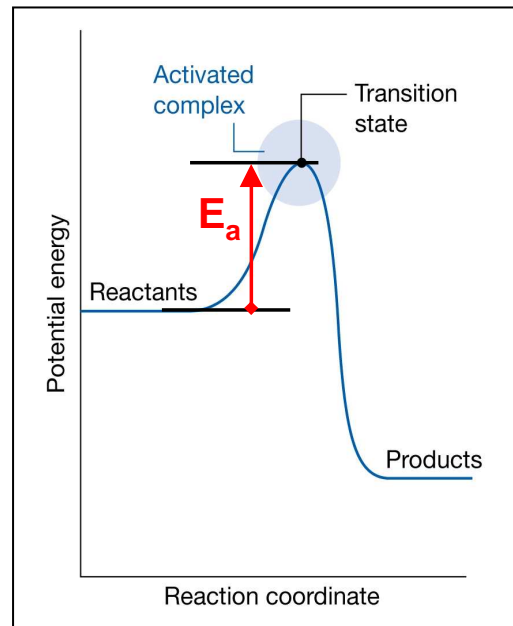 Activated
complex
Transition
state
Ea
Reactants
Potential energy
Products
Reaction coordinate